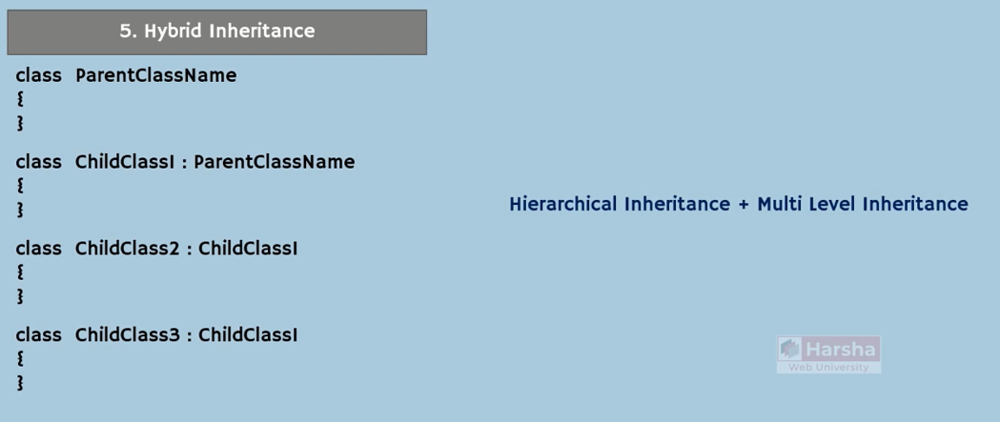 5. Hybrid Inheritance
class ParentClassName
{
}
class ChildClass1 : ParentClassName
{
}
class ChildClass2 : ChildClass1
{
}
class ChildClass3 : ChildClass1
{
}
Hierarchical Inheritance + Multi Level Inheritance
Harsha
Web University